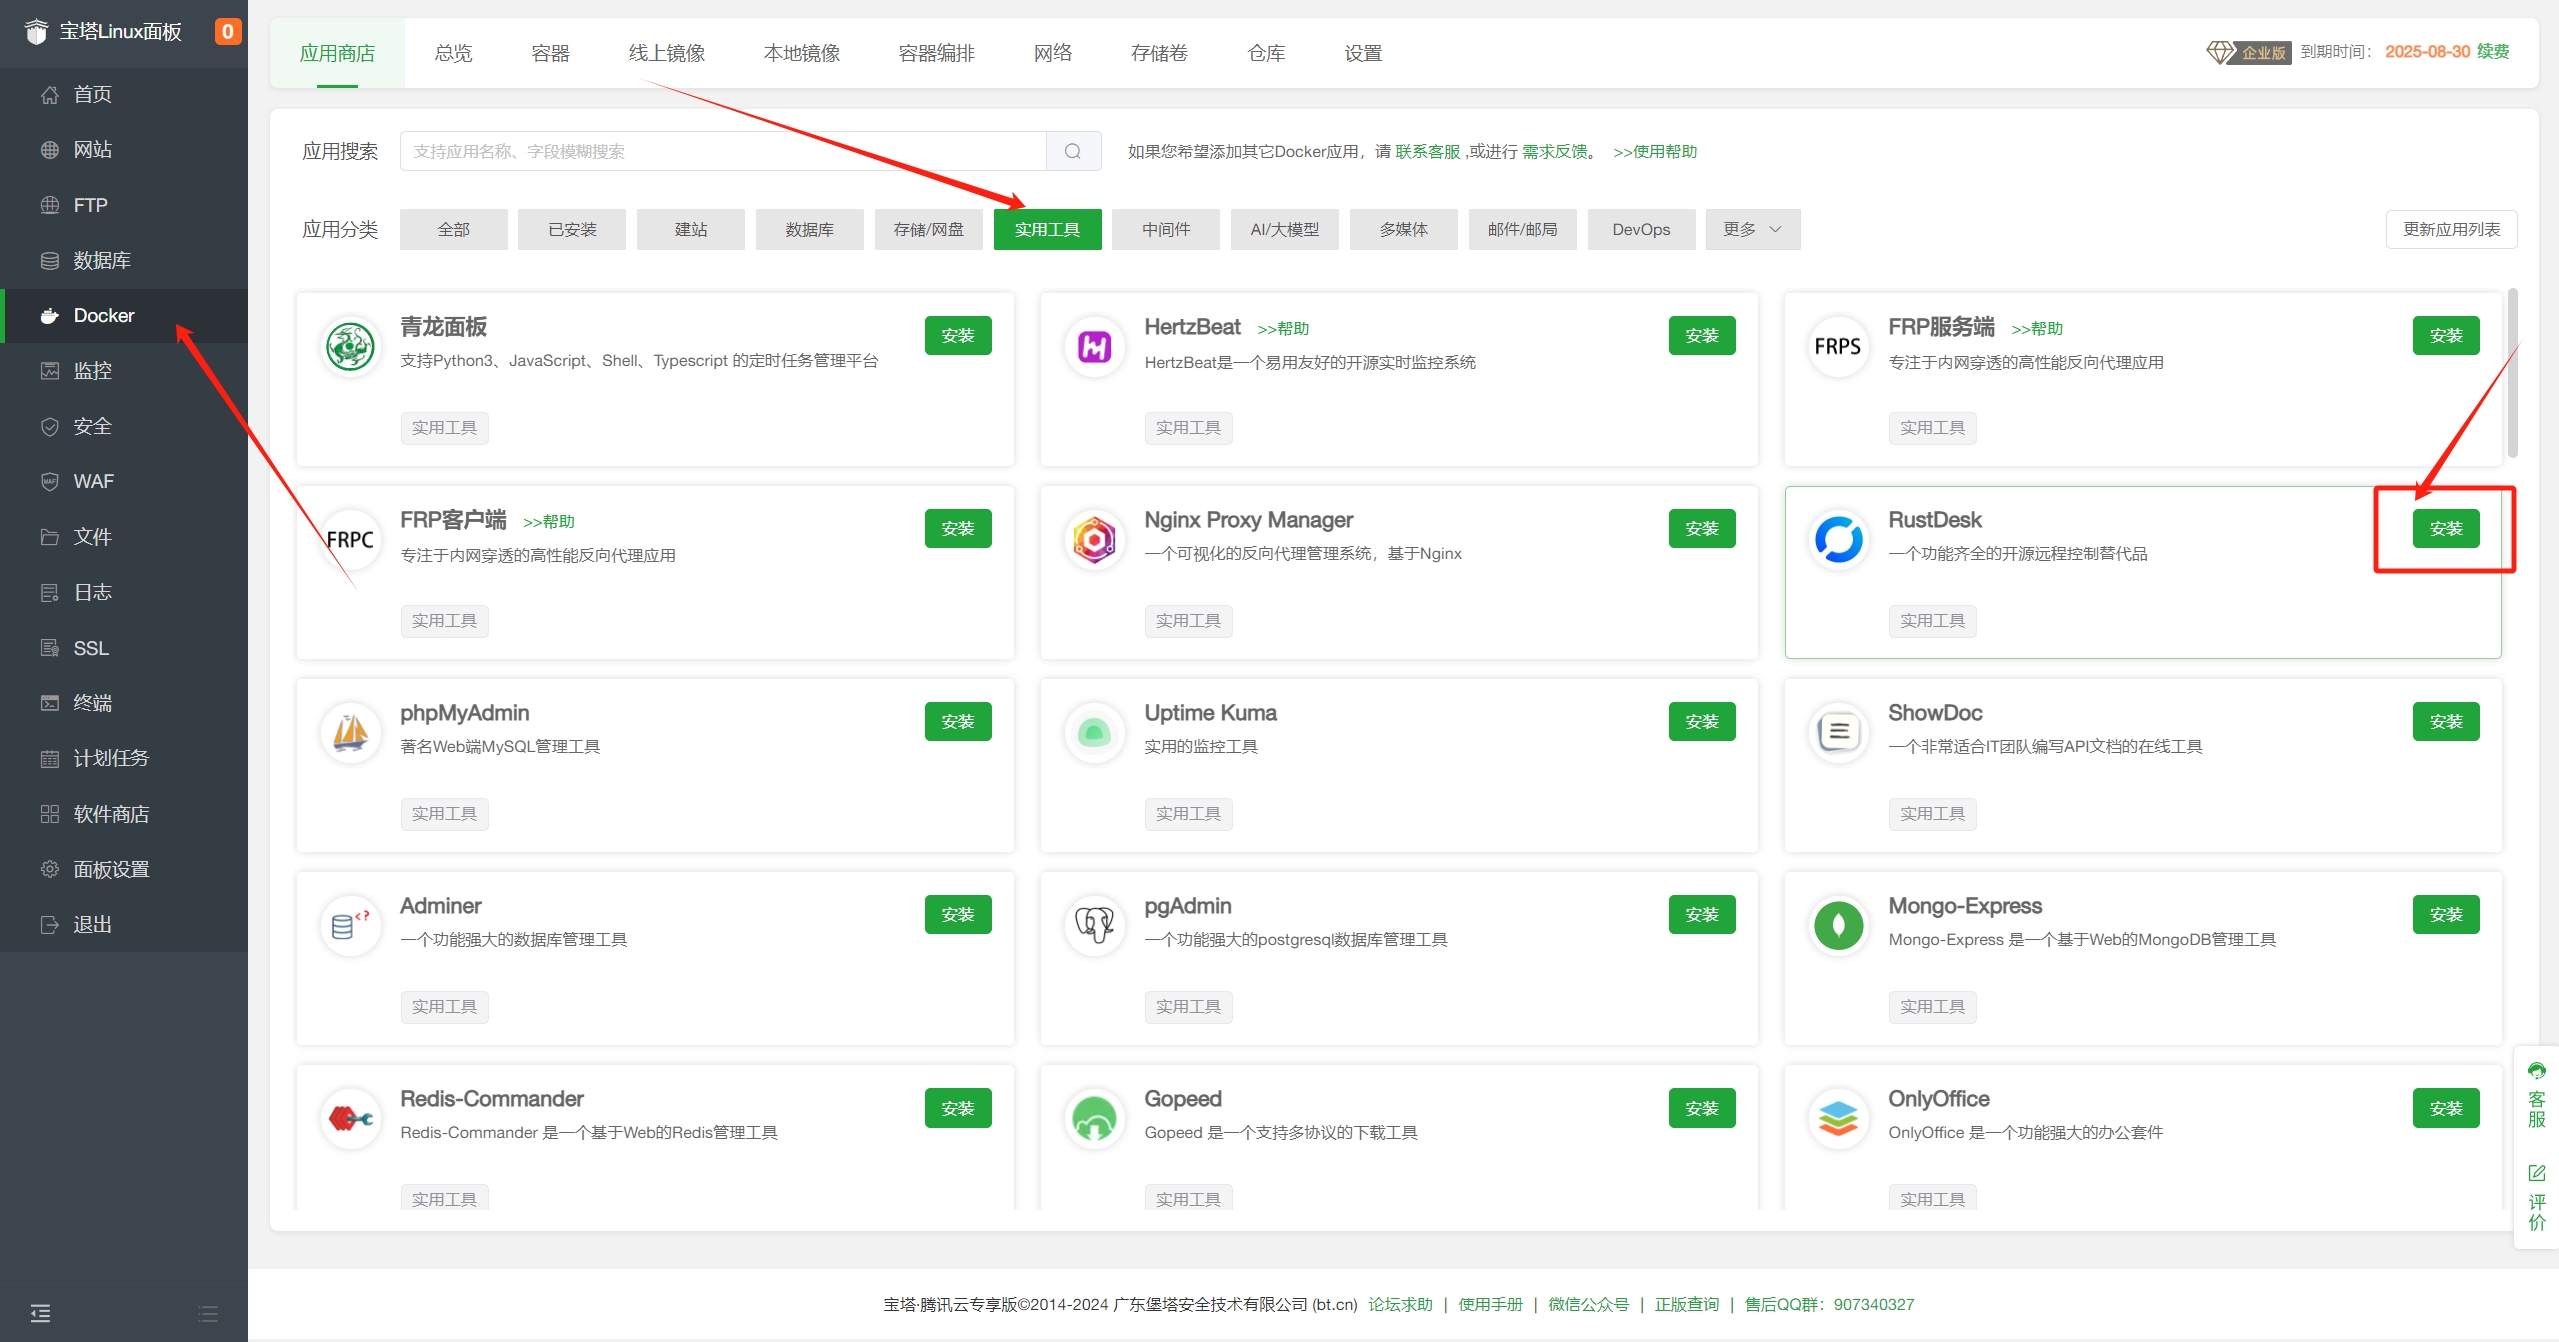 宝塔Linux面板 0
首页
网站
FTP
数据库
Docker
监控
安全
WAF
文件
日志
SSL
终端
计划任务
软件商店
面板设置
退出
应用商店 总览 容器 线上镜像 本地镜像 容器编排 网络 存储卷 仓库 设置
企业版 到期时间： 2025-08-30 续费
应用搜索 支持应用名称、字段模糊搜索 如果您希望添加其它Docker应用，请 联系客服 ,或进行 需求反馈。 >>使用帮助
应用分类 全部 已安装 建站 数据库 存储/网盘 实用工具 中间件 AI/大模型 多媒体 邮件/邮局 DevOps 更多 更新应用列表
青龙面板 安装
支持Python3、JavaScript、Shell、Typescript 的定时任务管理平台
实用工具
HertzBeat >>帮助 安装
HertzBeat是一个易用友好的开源实时监控系统
实用工具
FRPS
FRP服务端 >>帮助 安装
专注于内网穿透的高性能反向代理应用
实用工具
FRPC
FRP客户端 >>帮助 安装
专注于内网穿透的高性能反向代理应用
实用工具
Nginx Proxy Manager 安装
一个可视化的反向代理管理系统，基于Nginx
实用工具
RustDesk 安装
一个功能齐全的开源远程控制替代品
实用工具
phpMyAdmin 安装
著名Web端MySQL管理工具
实用工具
Uptime Kuma 安装
实用的监控工具
实用工具
ShowDoc 安装
一个非常适合IT团队编写API文档的在线工具
实用工具
Adminer 安装
一个功能强大的数据库管理工具
实用工具
pgAdmin 安装
一个功能强大的postgresql数据库管理工具
实用工具
Mongo-Express 安装
Mongo-Express 是一个基于Web的MongoDB管理工具
实用工具
Redis-Commander 安装
Redis-Commander 是一个基于Web的Redis管理工具
实用工具
Gopeed 安装
Gopeed 是一个支持多协议的下载工具
实用工具
OnlyOffice 安装
OnlyOffice 是一个功能强大的办公套件
实用工具
客服
评价
宝塔·腾讯云专享版©2014-2024 广东堡塔安全技术有限公司 (bt.cn) 论坛求助 | 使用手册 | 微信公众号 | 正版查询 | 售后QQ群：907340327